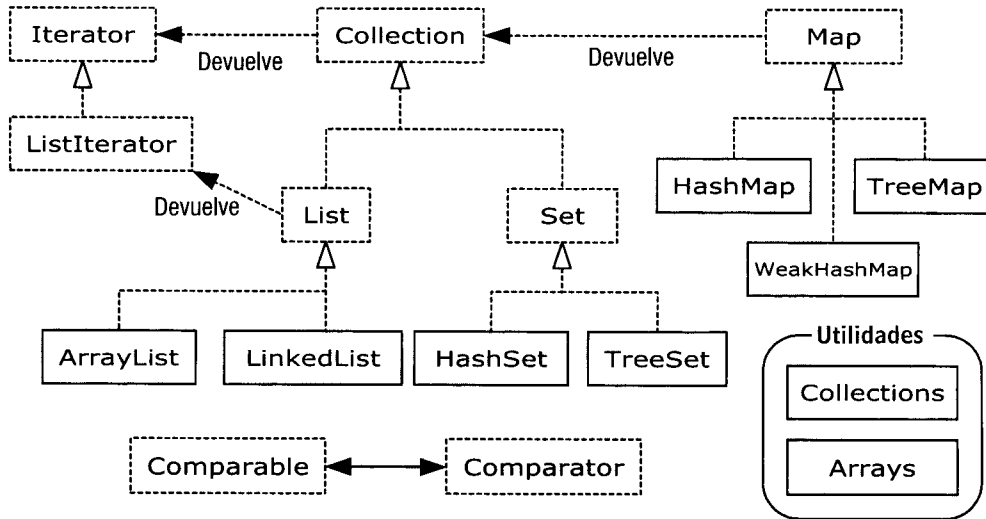 Iterator
Collection
Map
Devuelve
Devuelve
ListIterator
HashMap
TreeMap
Devuelve
List
Set
WeakHashMap
Utilidades
ArrayList
LinkedList
HashSet
TreeSet
Collections
Comparable
Comparator
Arrays